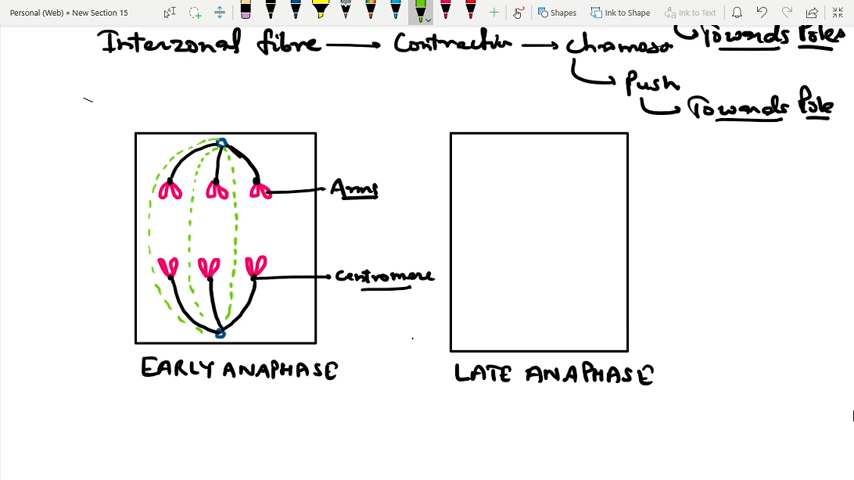 Personal (Web) » New Section 15
Shapes
Ink to Shape
Ink to Text
Towards Poles
Interzonal fibre → Contraction →
Push
Towards Pole
Arms
Centromere
EARLY ANAPHASE
LATE ANAPHASE